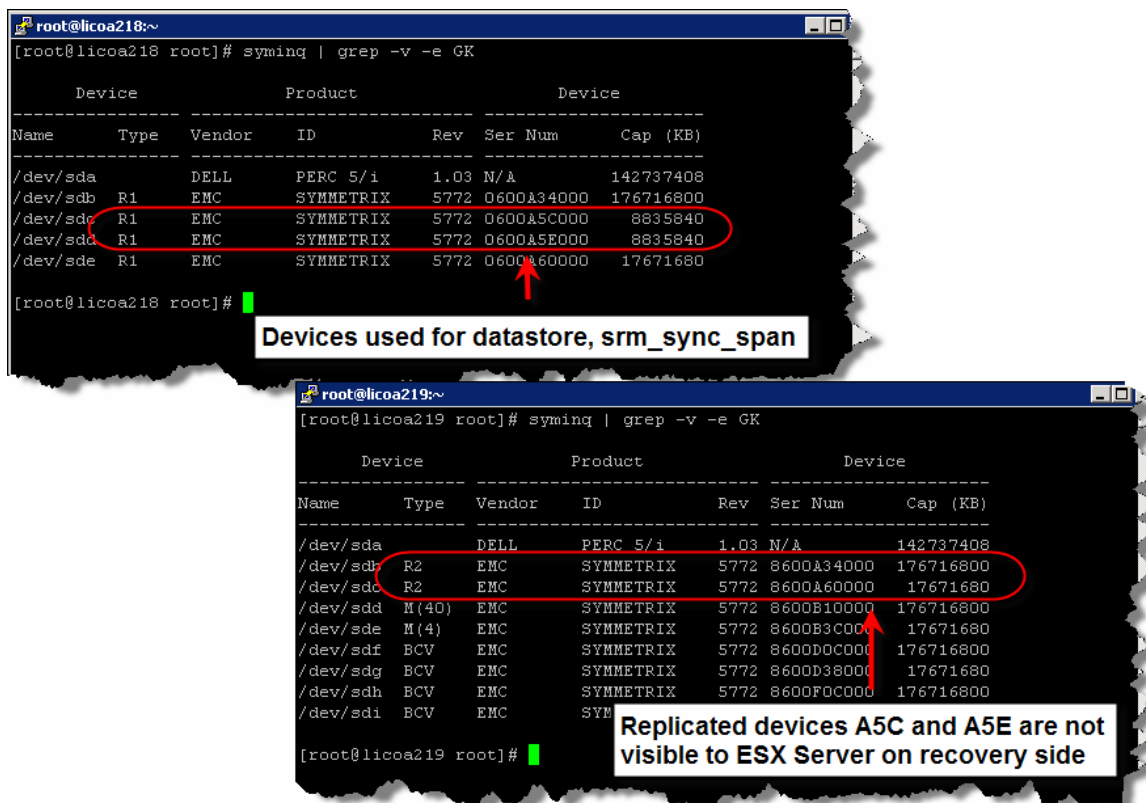 root@licoa218:~
[root@licoa218 root]# syminq | grep -v -e GK
Device Product Device
Name Type Vendor ID Rev Ser Num Cap (KB)
/dev/sda DELL PERC 5/i 1.03 N/A 142737408
/dev/sdb R1 EMC SYMMETRIX 5772 0600A34000 176716800
/dev/sdc R1 EMC SYMMETRIX 5772 0600A5C000 8835840
/dev/sdd R1 EMC SYMMETRIX 5772 0600A5E000 8835840
/dev/sde R1 EMC SYMMETRIX 5772 0600A60000 17671680
[root@licoa218 root]#
Devices used for datastore, srm_sync_span
root@licoa219:~
[root@licoa219 root]# syminq | grep -v -e GK
Device Product Device
Name Type Vendor ID Rev Ser Num Cap (KB)
/dev/sda DELL PERC 5/i 1.03 N/A 142737408
/dev/sdb R2 EMC SYMMETRIX 5772 8600A34000 176716800
/dev/sdc R2 EMC SYMMETRIX 5772 8600A60000 17671680
/dev/sdd M(40) EMC SYMMETRIX 5772 8600B10000 176716800
/dev/sde M(4) EMC SYMMETRIX 5772 8600B3C000 17671680
/dev/sdf BCV EMC SYMMETRIX 5772 8600D0C000 176716800
/dev/sdg BCV EMC SYMMETRIX 5772 8600D38000 17671680
/dev/sdh BCV EMC SYMMETRIX 5772 8600F0C000 176716800
/dev/sdi BCV EMC SYM
[root@licoa219 root]#
Replicated devices A5C and A5E are not
visible to ESX Server on recovery side